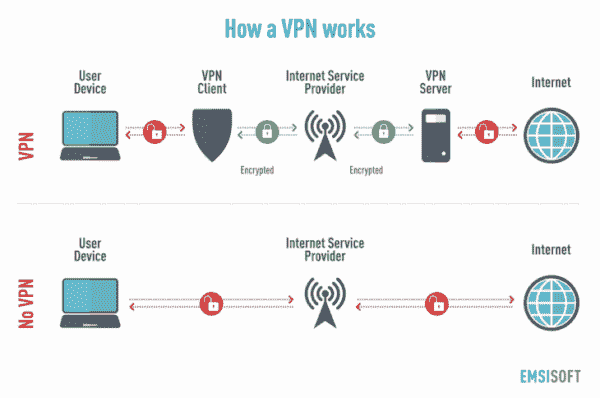 How a VPN works
User
Device
VPN
Client
Internet Service
Provider
VPN
Server
Internet
VPN
Encrypted
Encrypted
User
Device
Internet Service
Provider
Internet
No VPN
EMSISOFT